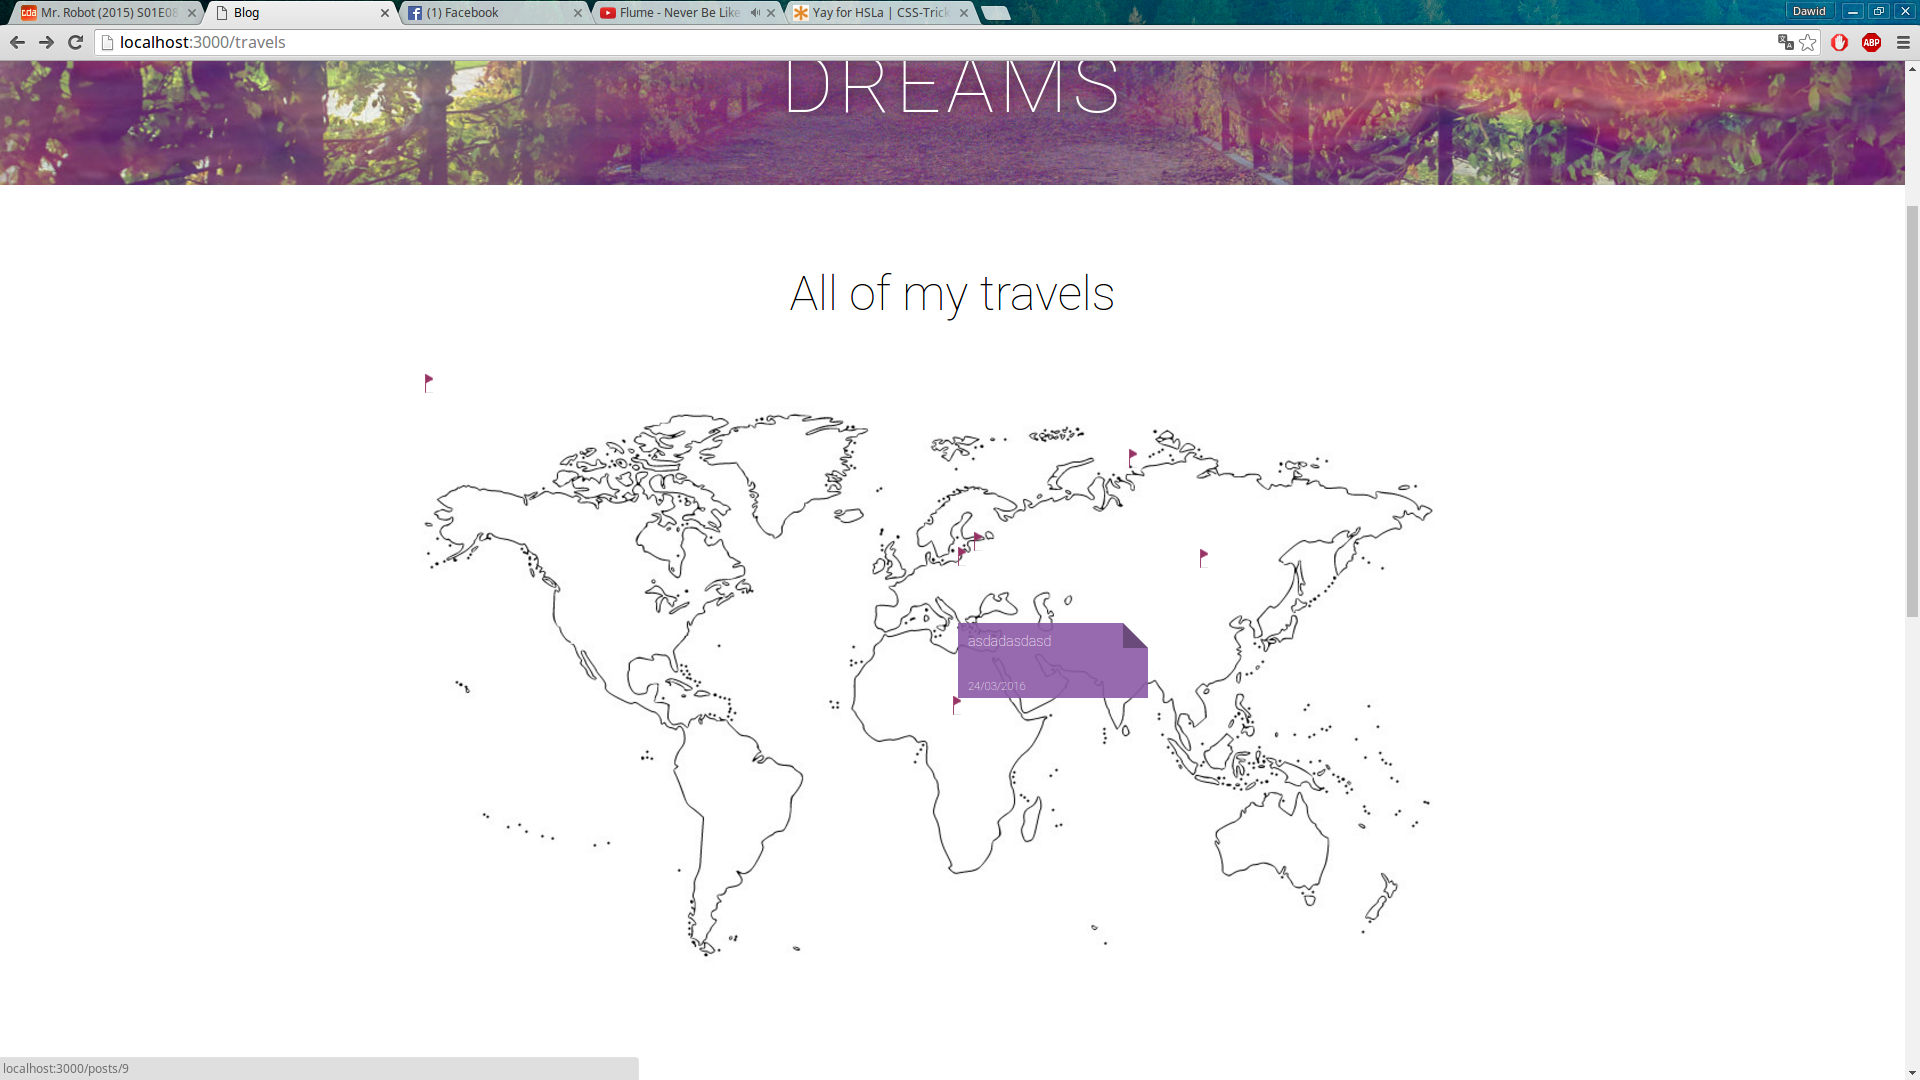 Mr. Robot (2015) S01E08
Blog
(1) Facebook
Flume - Never Be Like
Yay for HSLa | CSS-Trick
Dawid
localhost:3000/travels
ABP
DREAMS
All of my travels
asdadasdasd
24/03/2016
localhost:3000/posts/9